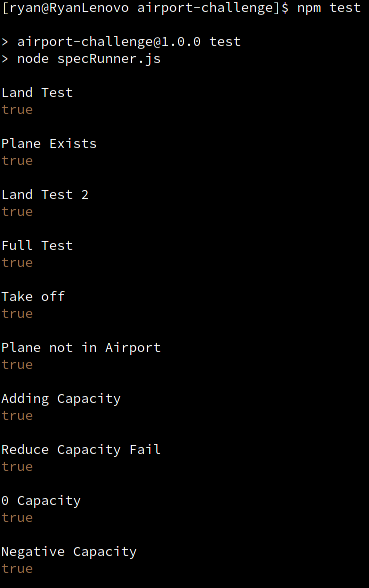 [ryan@RyanLenovo airport-challenge]$ npm test
> airport-challenge@1.0.0 test
> node specRunner.js
Land Test
true
Plane Exists
true
Land Test 2
true
Full Test
true
Take off
true
Plane not in Airport
true
Adding Capacity
true
Reduce Capacity Fail
true
0 Capacity
true
Negative Capacity
true